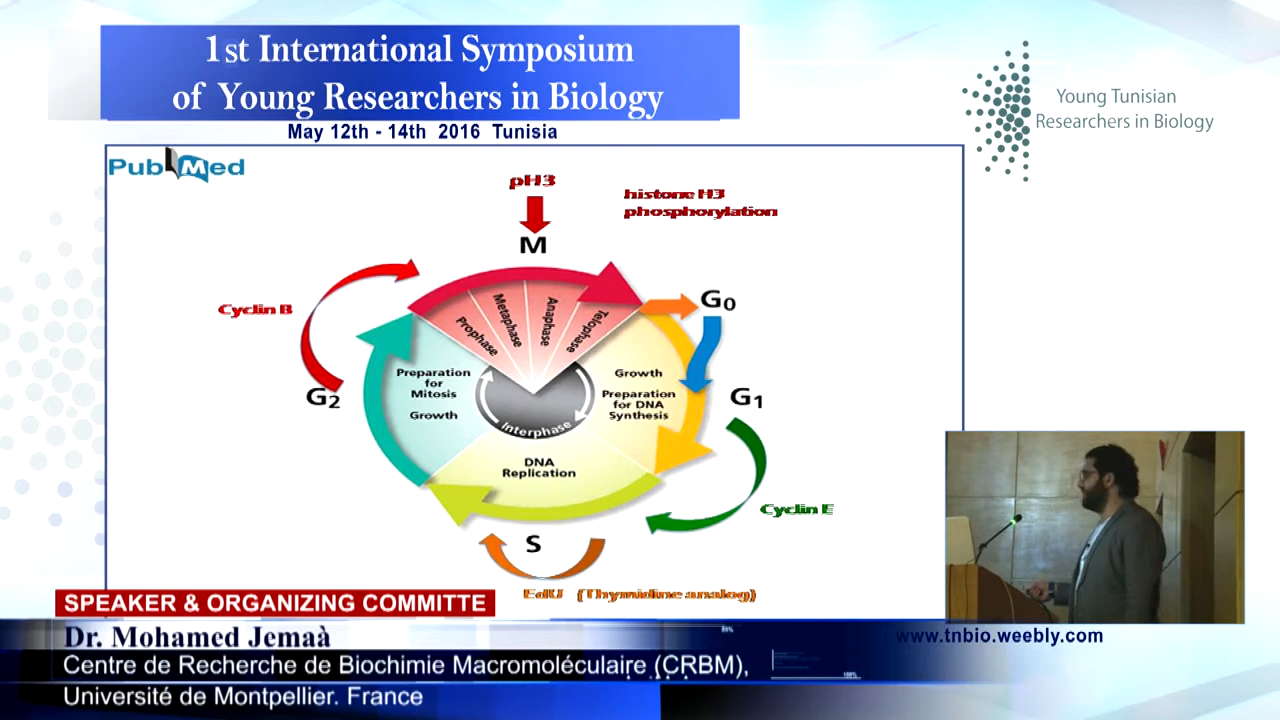 1st International Symposium
of Young Researchers in Biology
May 12th - 14th 2016 Tunisia
Young Tunisian
Researchers in Biology
PubMed
pH3
histone H3
phosphorylation
M
Cyclin B
G0
Prophase
Metaphase
Anaphase
Telophase
Preparation
for
Mitosis
Growth
G2
Growth
Preparation
for DNA
Synthesis
G1
Interphase
DNA
Replication
Cyclin E
S
EdU (Thymidine analog)
SPEAKER & ORGANIZING COMMITTE
Dr. Mohamed Jemaà
www.tnbio.weebly.com
Centre de Recherche de Biochimie Macromoléculaire (CRBM),
Université de Montpellier. France